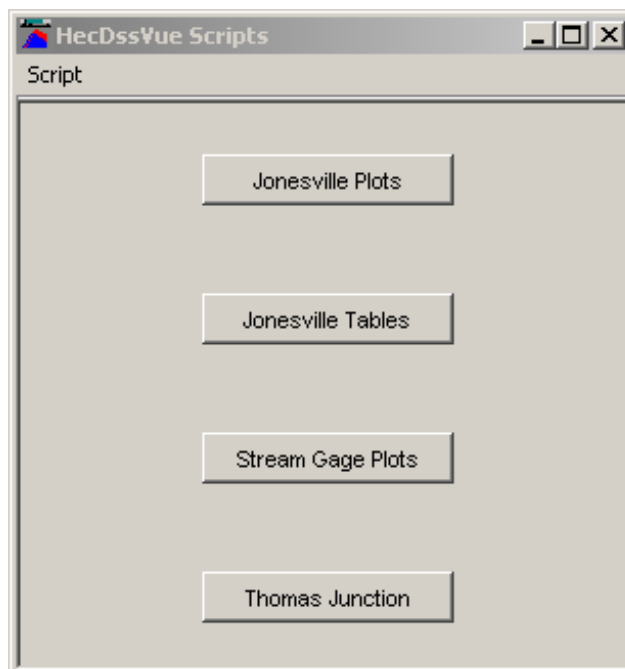 HecDssVue Scripts
Script
Jonesville Plots
Jonesville Tables
Stream Gage Plots
Thomas Junction